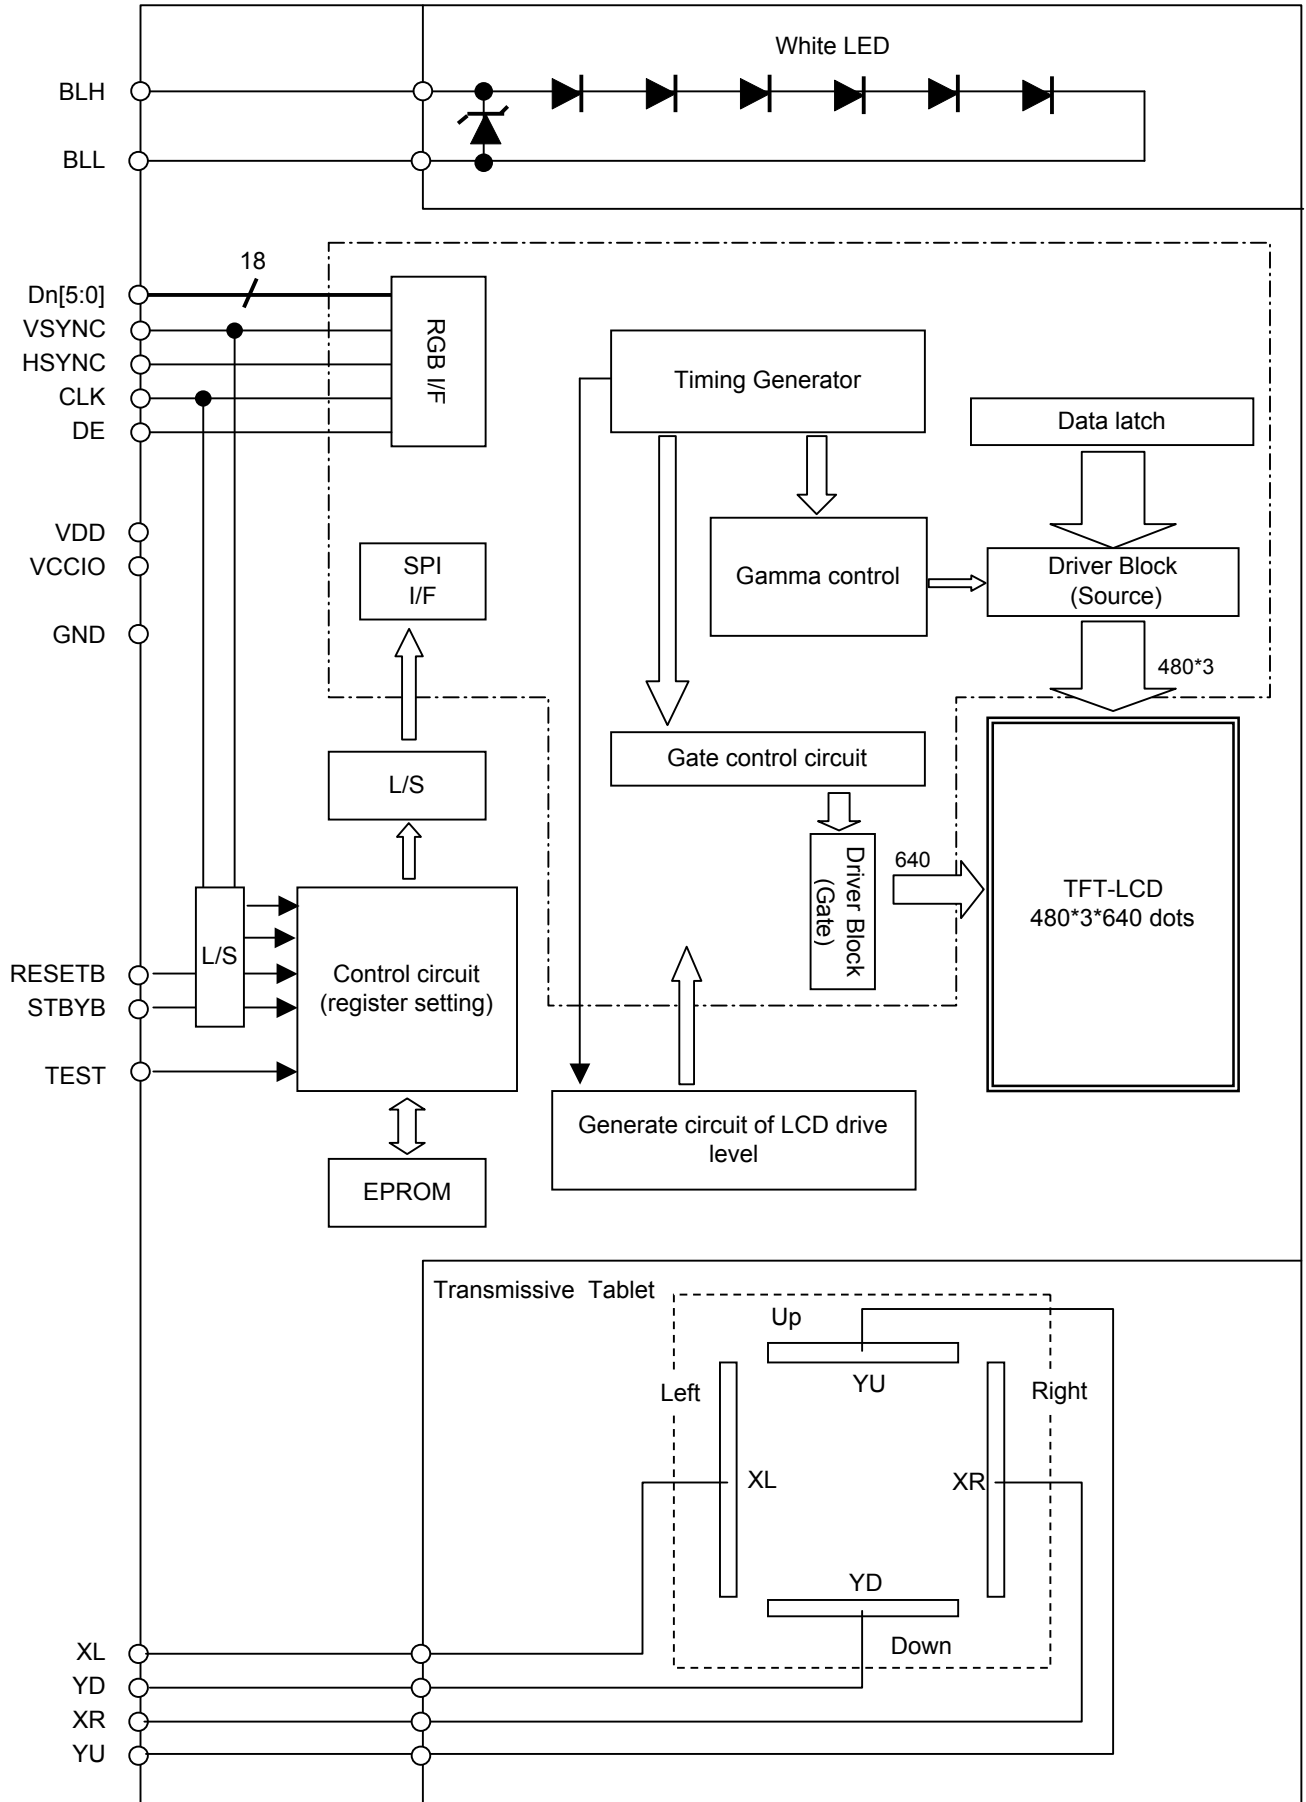 White LED
BLH
BLL
18
Dn[5:0]
VSYNC
HSYNC
CLK
DE
RGB I/F
Timing Generator
Data latch
VDD
VCCIO
GND
SPI
I/F
Gamma control
Driver Block
(Source)
480*3
Gate control circuit
L/S
Driver Block
(Gate)
640
TFT-LCD
480*3*640 dots
L/S
RESETB
STBYB
TEST
Control circuit
(register setting)
Generate circuit of LCD drive
level
EPROM
Transmissive Tablet
Up
YU
Left
Right
XL
XR
YD
Down
XL
YD
XR
YU